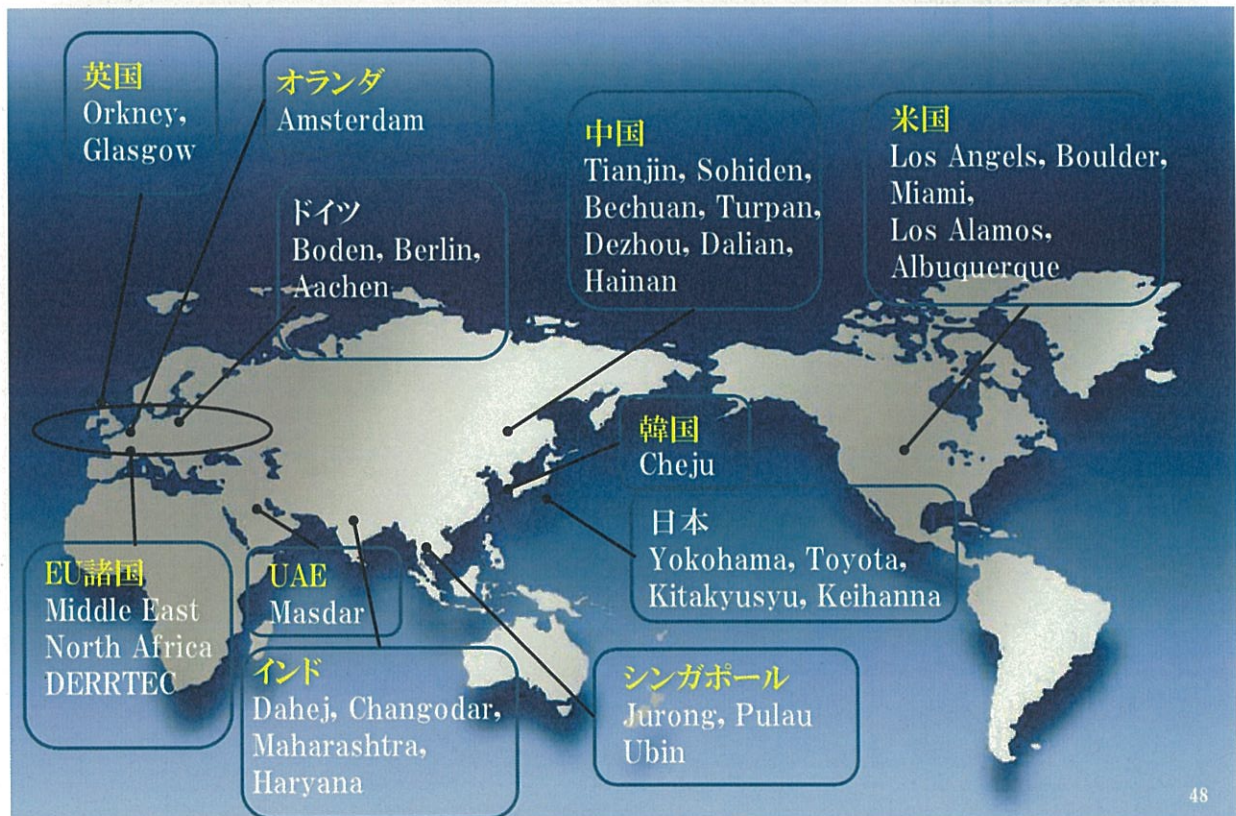 英国
Orkney,
Glasgow
オランダ
Amsterdam
ドイツ
Boden, Berlin,
Aachen
中国
Tianjin, Sohiden,
Bechuan, Turpan,
Dezhou, Dalian,
Hainan
米国
Los Angels, Boulder,
Miami,
Los Alamos,
Albuquerque
韓国
Cheju
日本
Yokohama, Toyota,
Kitakyusyu, Keihanna
EU諸国
Middle East
North Africa
DERRTEC
UAE
Masdar
インド
Dahej, Changodar,
Maharashtra,
Haryana
シンガポール
Jurong, Pulau
Ubin
48